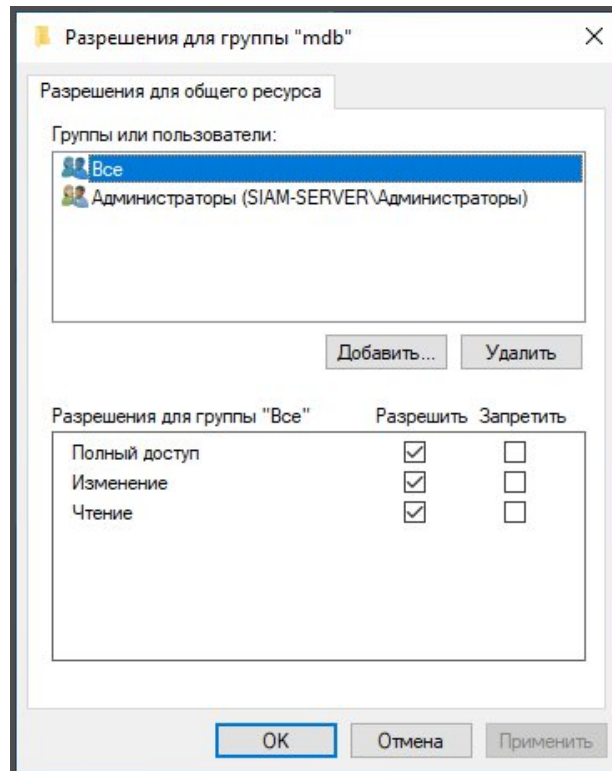 Разрешения для группы "mdb"
Разрешения для общего ресурса
Группы или пользователи:
Все
Администраторы (SIAM-SERVER\Администраторы)
Добавить... Удалить
Разрешения для группы "Все" Разрешить Запретить
Полный доступ
Изменение
Чтение
OK Отмена Применить